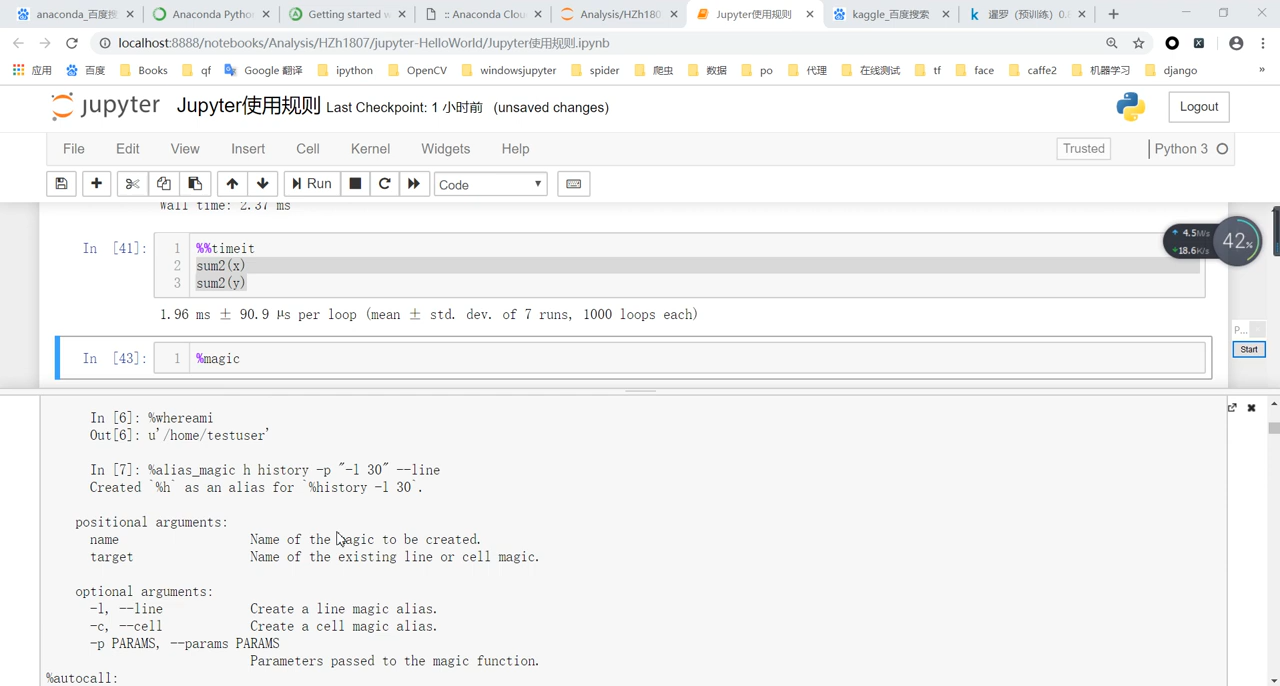 anaconda_百度搜
Anaconda Pytho
Getting started w
:: Anaconda Clou
Analysis/HZh180
Jupyter使用规则
kaggle_百度搜索
暹罗（预训练）0.8
localhost:8888/notebooks/Analysis/HZh1807/jupyter-HelloWorld/Jupyter使用规则.ipynb
应用 百度 Books qf Google 翻译 ipython OpenCV windowsjupyter spider 爬虫 数据 po 代理 在线测试 tf face caffe2 机器学习 django »
jupyter Jupyter使用规则 Last Checkpoint: 1 小时前 (unsaved changes)
Logout
File Edit View Insert Cell Kernel Widgets Help
Trusted
Python 3
Run
Code
Wall time: 2.37 ms
In [41]:
1 %%timeit
2 sum2(x)
3 sum2(y)
4.5M/s
18.6K/s
42%
1.96 ms ± 90.9 µs per loop (mean ± std. dev. of 7 runs, 1000 loops each)
P...
Start
In [43]:
1 %magic
In [6]: %whereami
Out[6]: u'/home/testuser'
In [7]: %alias_magic h history -p "-l 30" --line
Created `%h` as an alias for `%history -l 30`.
positional arguments:
name Name of the magic to be created.
target Name of the existing line or cell magic.
optional arguments:
-l, --line Create a line magic alias.
-c, --cell Create a cell magic alias.
-p PARAMS, --params PARAMS
Parameters passed to the magic function.
%autocall: